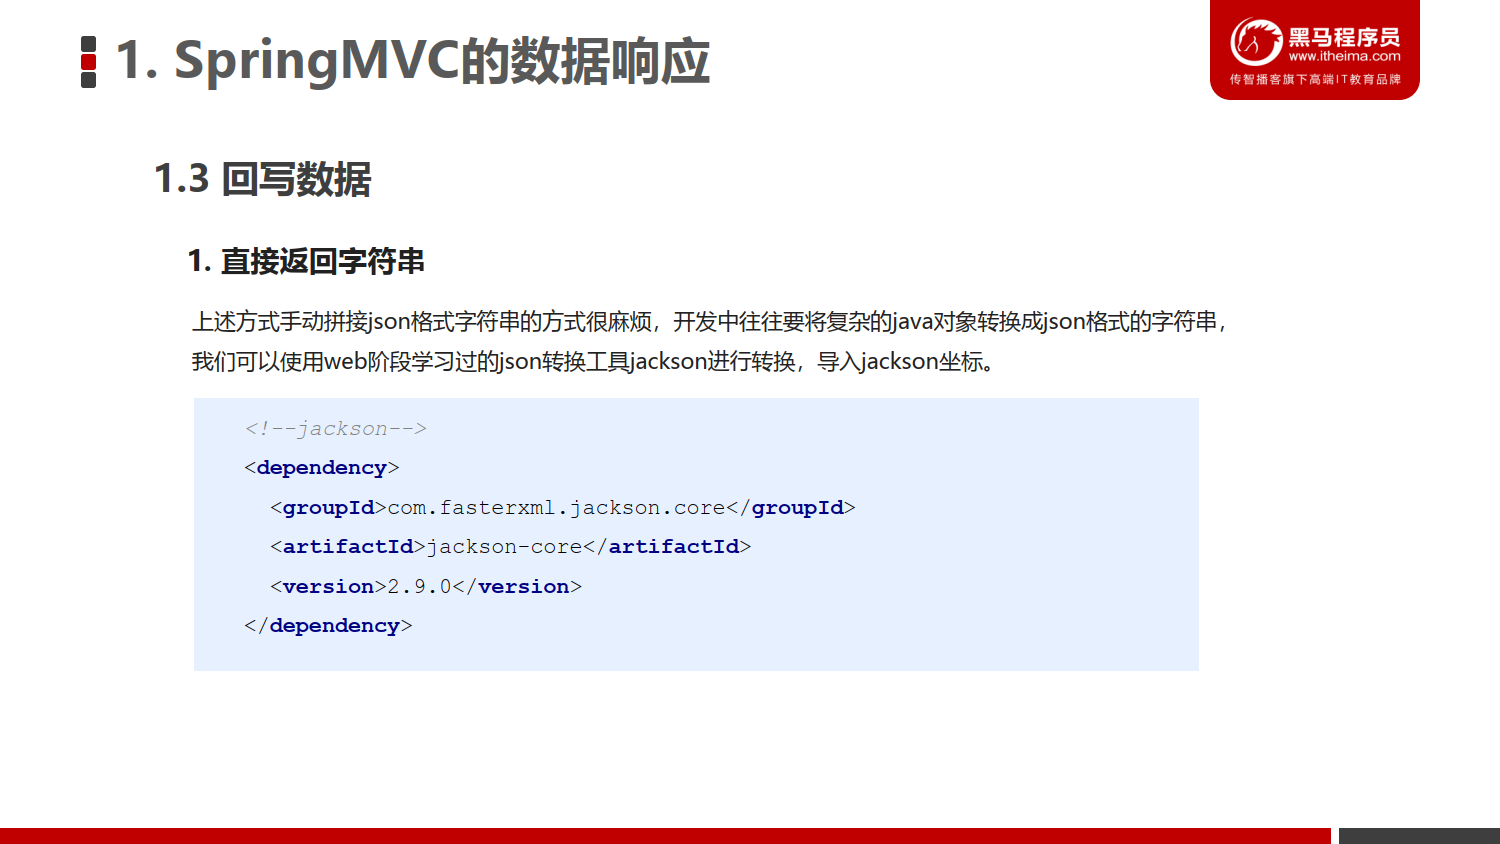 1. SpringMVC的数据响应
黑马程序员
www.itheima.com
传智播客旗下高端IT教育品牌
1.3 回写数据
1. 直接返回字符串
上述方式手动拼接json格式字符串的方式很麻烦，开发中往往要将复杂的java对象转换成json格式的字符串，
我们可以使用web阶段学习过的json转换工具jackson进行转换，导入jackson坐标。
<!--jackson-->
<dependency>
  <groupId>com.fasterxml.jackson.core</groupId>
  <artifactId>jackson-core</artifactId>
  <version>2.9.0</version>
</dependency>